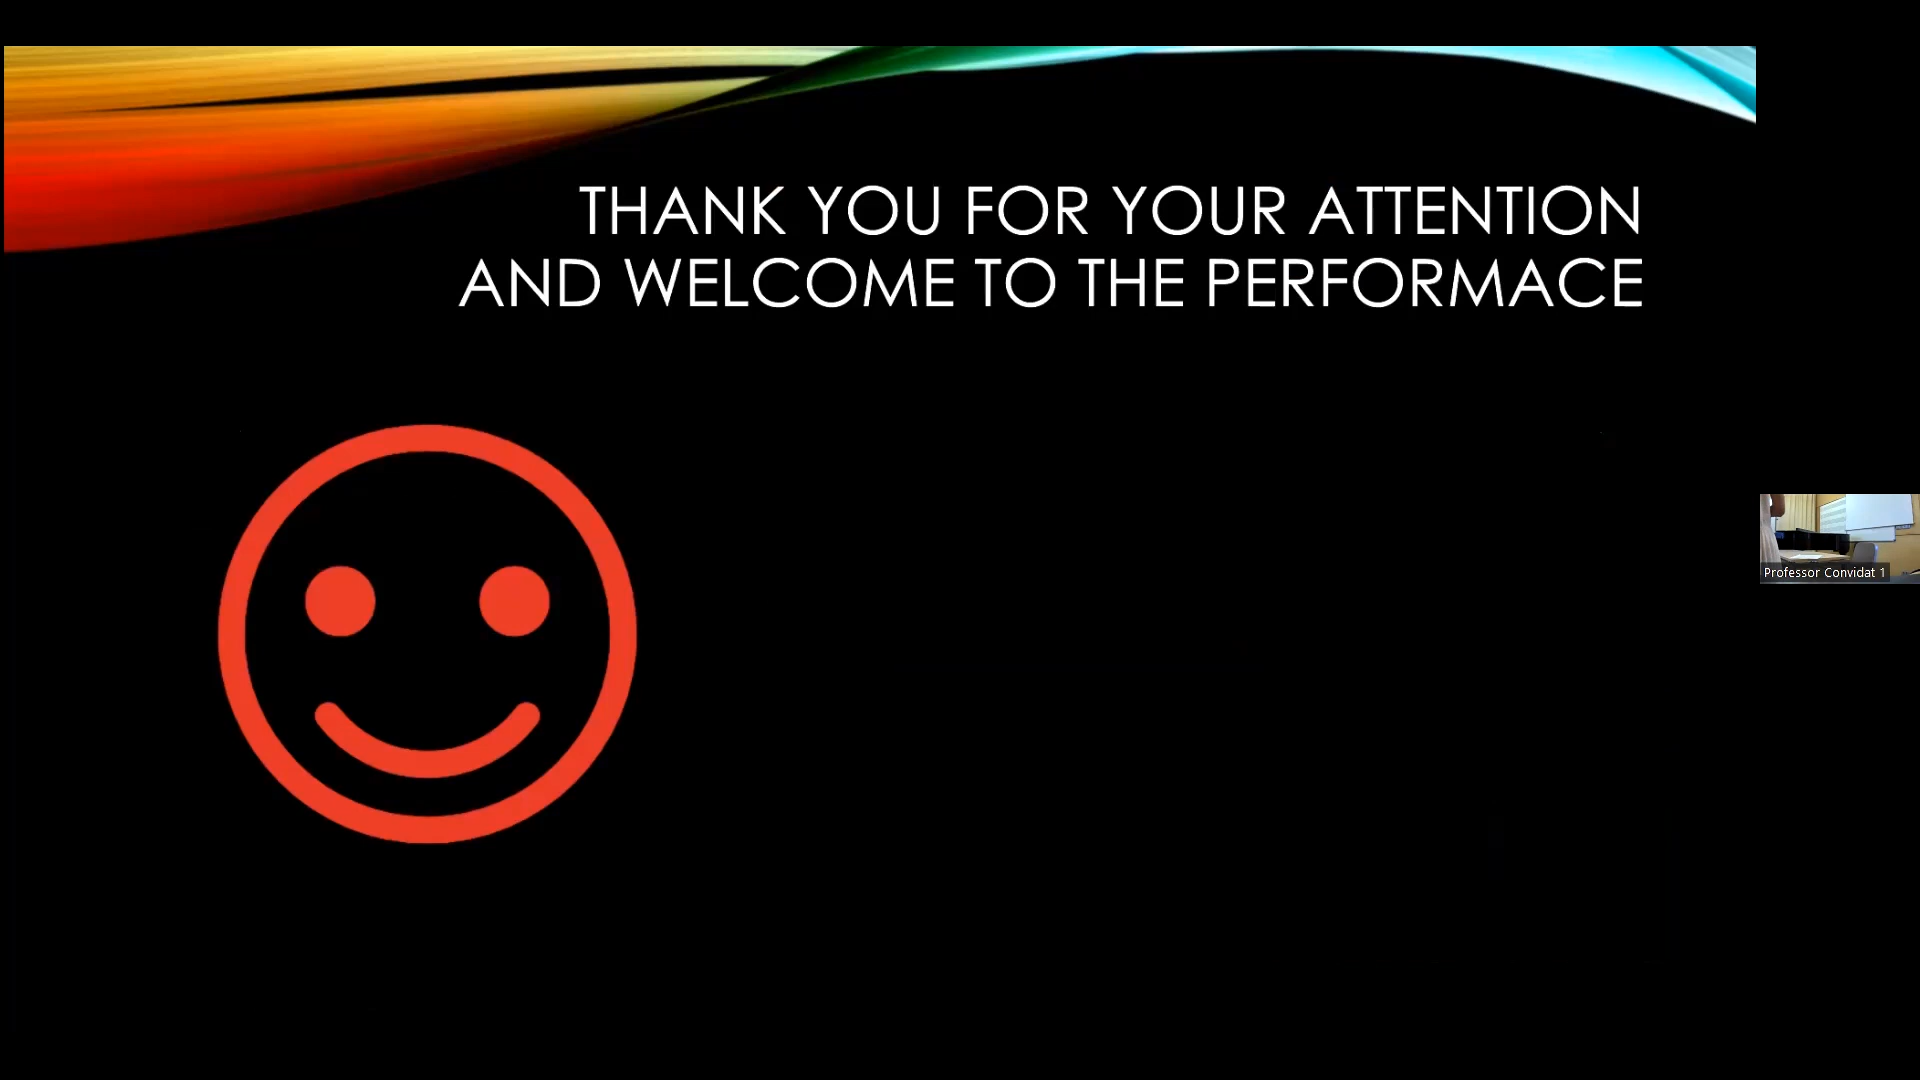 THANK YOU FOR YOUR ATTENTION
AND WELCOME TO THE PERFORMACE
Professor Convidat 1